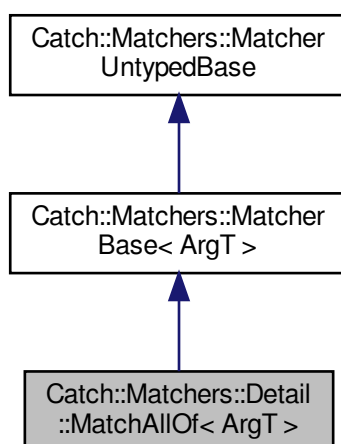 Catch::Matchers::Matcher
UntypedBase
Catch::Matchers::Matcher
Base< ArgT >
Catch::Matchers::Detail
::MatchAllOf< ArgT >